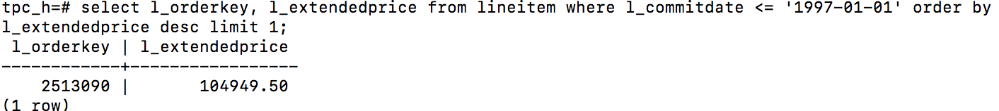 tpc_h=# select l_orderkey, l_extendedprice from lineitem where l_commitdate <= '1997-01-01' order by
l_extendedprice desc limit 1;
 l_orderkey | l_extendedprice
------------+-----------------
    2513090 |       104949.50
(1 row)